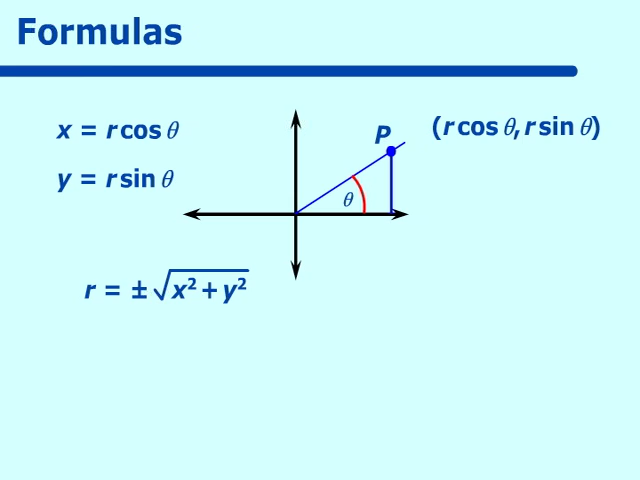 Formulas
x = r cos θ
P
(r cos θ, r sin θ)
y = r sin θ
θ
r = ±√x² + y²